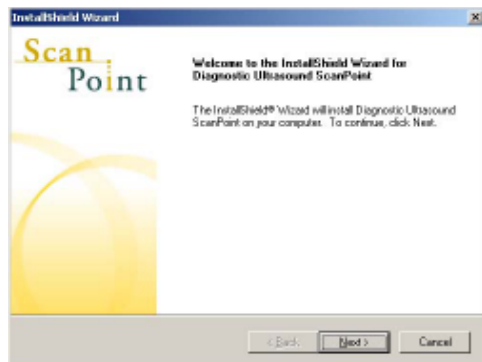 InstallShield Wizard
Scan
Point
Welcome to the InstallShield Wizard for
Diagnostic Ultrasound ScanPoint
The InstallShield® Wizard will install Diagnostic Ultrasound
ScanPoint on your computer. To continue, click Next.
< Back
Next >
Cancel